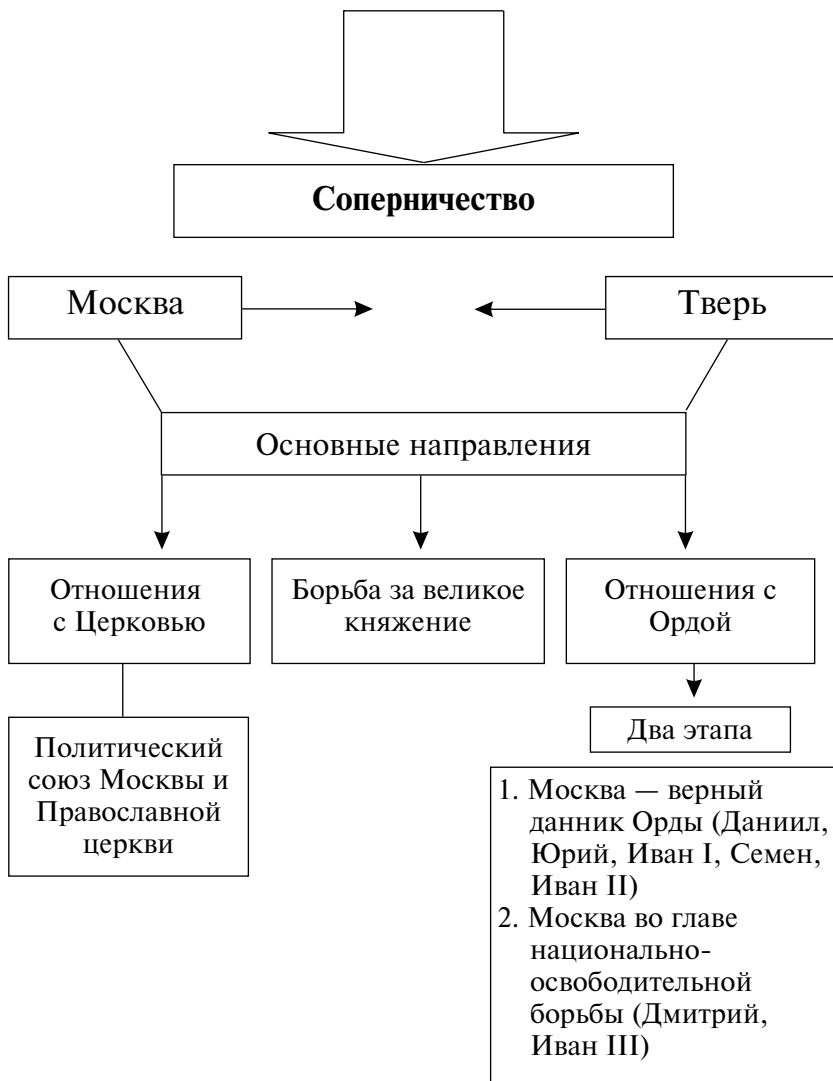 Соперничество
Москва
Тверь
Основные направления
Отношения
с Церковью
Борьба за великое
княжение
Отношения с
Ордой
Политический
союз Москвы и
Православной
церкви
Два этапа
1. Москва — верный
данник Орды (Даниил,
Юрий, Иван I, Семен,
Иван II)
2. Москва во главе
национально-
освободительной
борьбы (Дмитрий,
Иван III)